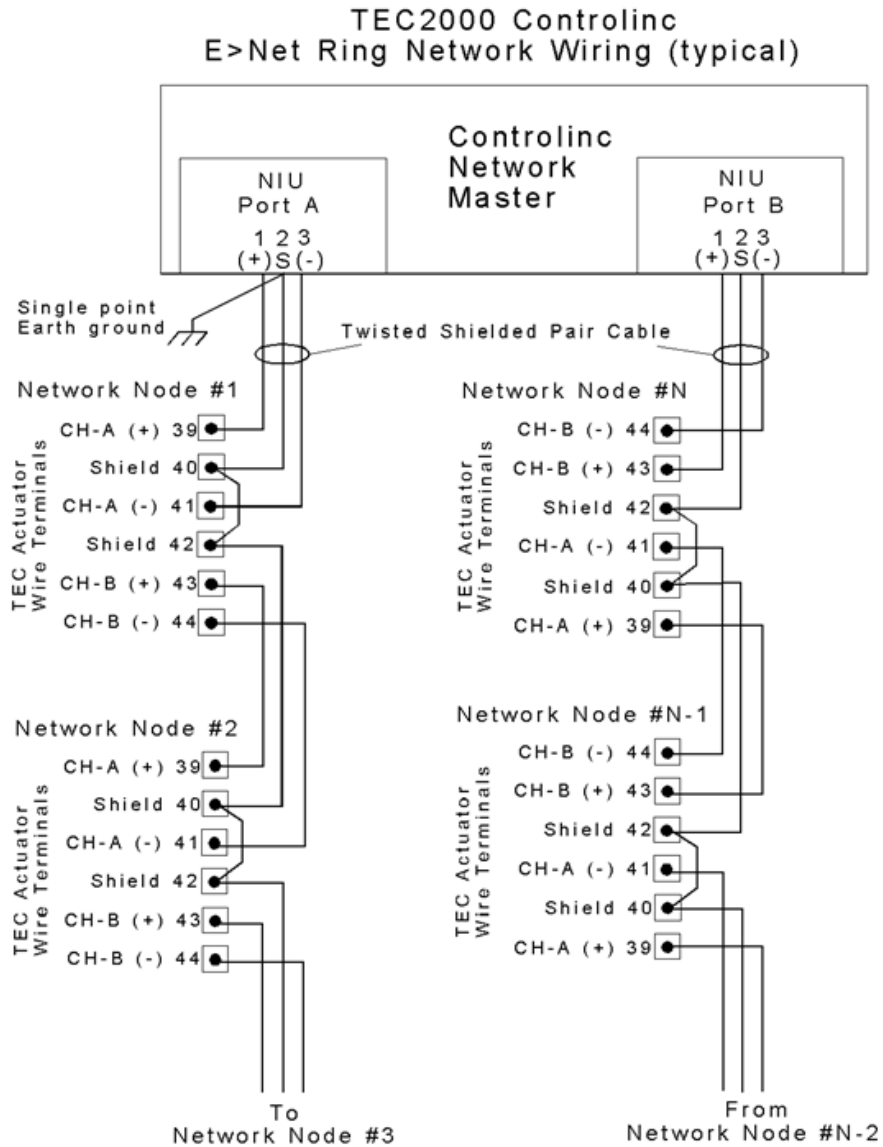 TEC2000 Controlinc
E>Net Ring Network Wiring (typical)
Controlinc
Network
Master
NIU
Port A
1 2 3
(+) S (-)
NIU
Port B
1 2 3
(+) S (-)
Single point
Earth ground
Twisted Shielded Pair Cable
Network Node #1
CH-A (+) 39
Shield 40
CH-A (-) 41
Shield 42
CH-B (+) 43
CH-B (-) 44
TEC Actuator
Wire Terminals
Network Node #N
CH-B (-) 44
CH-B (+) 43
Shield 42
CH-A (-) 41
Shield 40
CH-A (+) 39
TEC Actuator
Wire Terminals
Network Node #2
CH-A (+) 39
Shield 40
CH-A (-) 41
Shield 42
CH-B (+) 43
CH-B (-) 44
TEC Actuator
Wire Terminals
Network Node #N-1
CH-B (-) 44
CH-B (+) 43
Shield 42
CH-A (-) 41
Shield 40
CH-A (+) 39
TEC Actuator
Wire Terminals
To
Network Node #3
From
Network Node #N-2